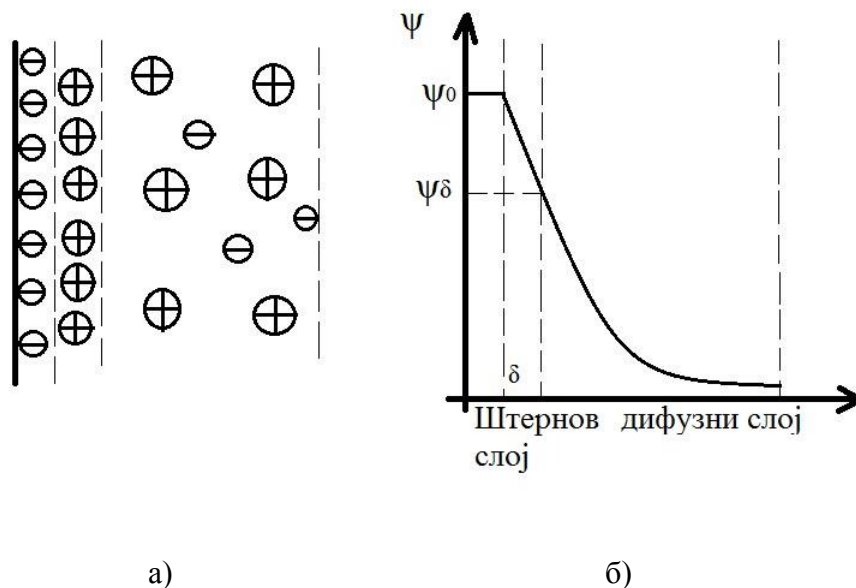 ψ
ψ0
ψδ
δ
Штернов дифузни слој
слој
а) б)